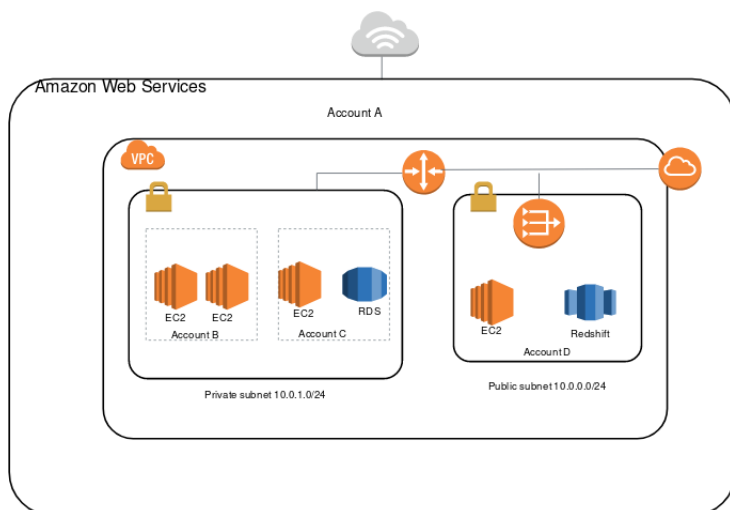 Amazon Web Services
Account A
VPC
EC2
EC2
Account B
EC2
RDS
Account C
EC2
Redshift
Account D
Private subnet 10.0.1.0/24
Public subnet 10.0.0.0/24